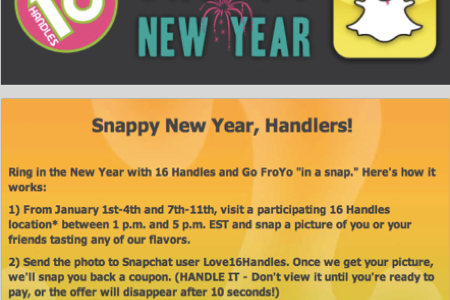 16
HANDLES
NEW YEAR
Snappy New Year, Handlers!
Ring in the New Year with 16 Handles and Go FroYo "in a snap." Here's how it
works:
1) From January 1st-4th and 7th-11th, visit a participating 16 Handles
location* between 1 p.m. and 5 p.m. EST and snap a picture of you or your
friends tasting any of our flavors.
2) Send the photo to Snapchat user Love16Handles. Once we get your picture,
we'll snap you back a coupon. (HANDLE IT - Don't view it until you're ready to
pay, or the offer will disappear after 10 seconds!)